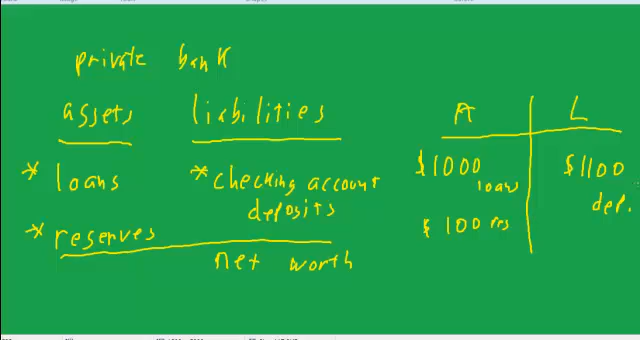 private bank
assets liabilities
* loans * checking account
deposits
* reserves
net worth
A L
$1000 $1100
loans dep.
$100 res